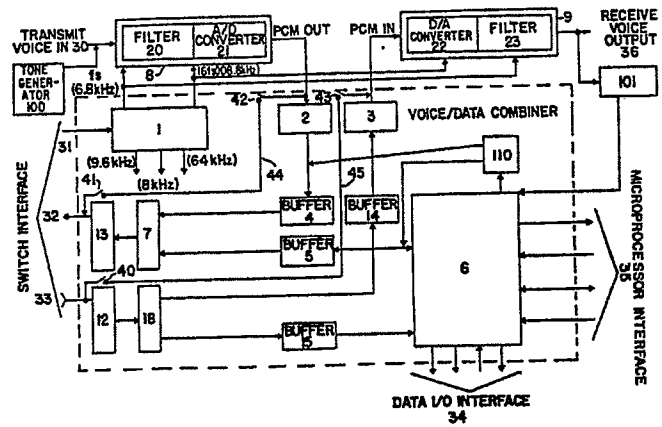 TRANSMIT
VOICE IN 30
FILTER
20
A/D
CONVERTER
21
PCM OUT
PCM IN
D/A
CONVERTER
22
FILTER
23
9
RECEIVE
VOICE
OUTPUT
36
TONE
GENER-
ATOR
100
fs
(6.8kHz)
8
42
43
101
1
2
3
VOICE/DATA COMBINER
31
(9.6kHz)
(8kHz)
(64kHz)
44
45
110
41
32
13
7
BUFFER
4
BUFFER
14
BUFFER
5
6
SWITCH INTERFACE
MICROPROCESSOR INTERFACE
35
40
33
12
18
BUFFER
15
DATA I/O INTERFACE
34